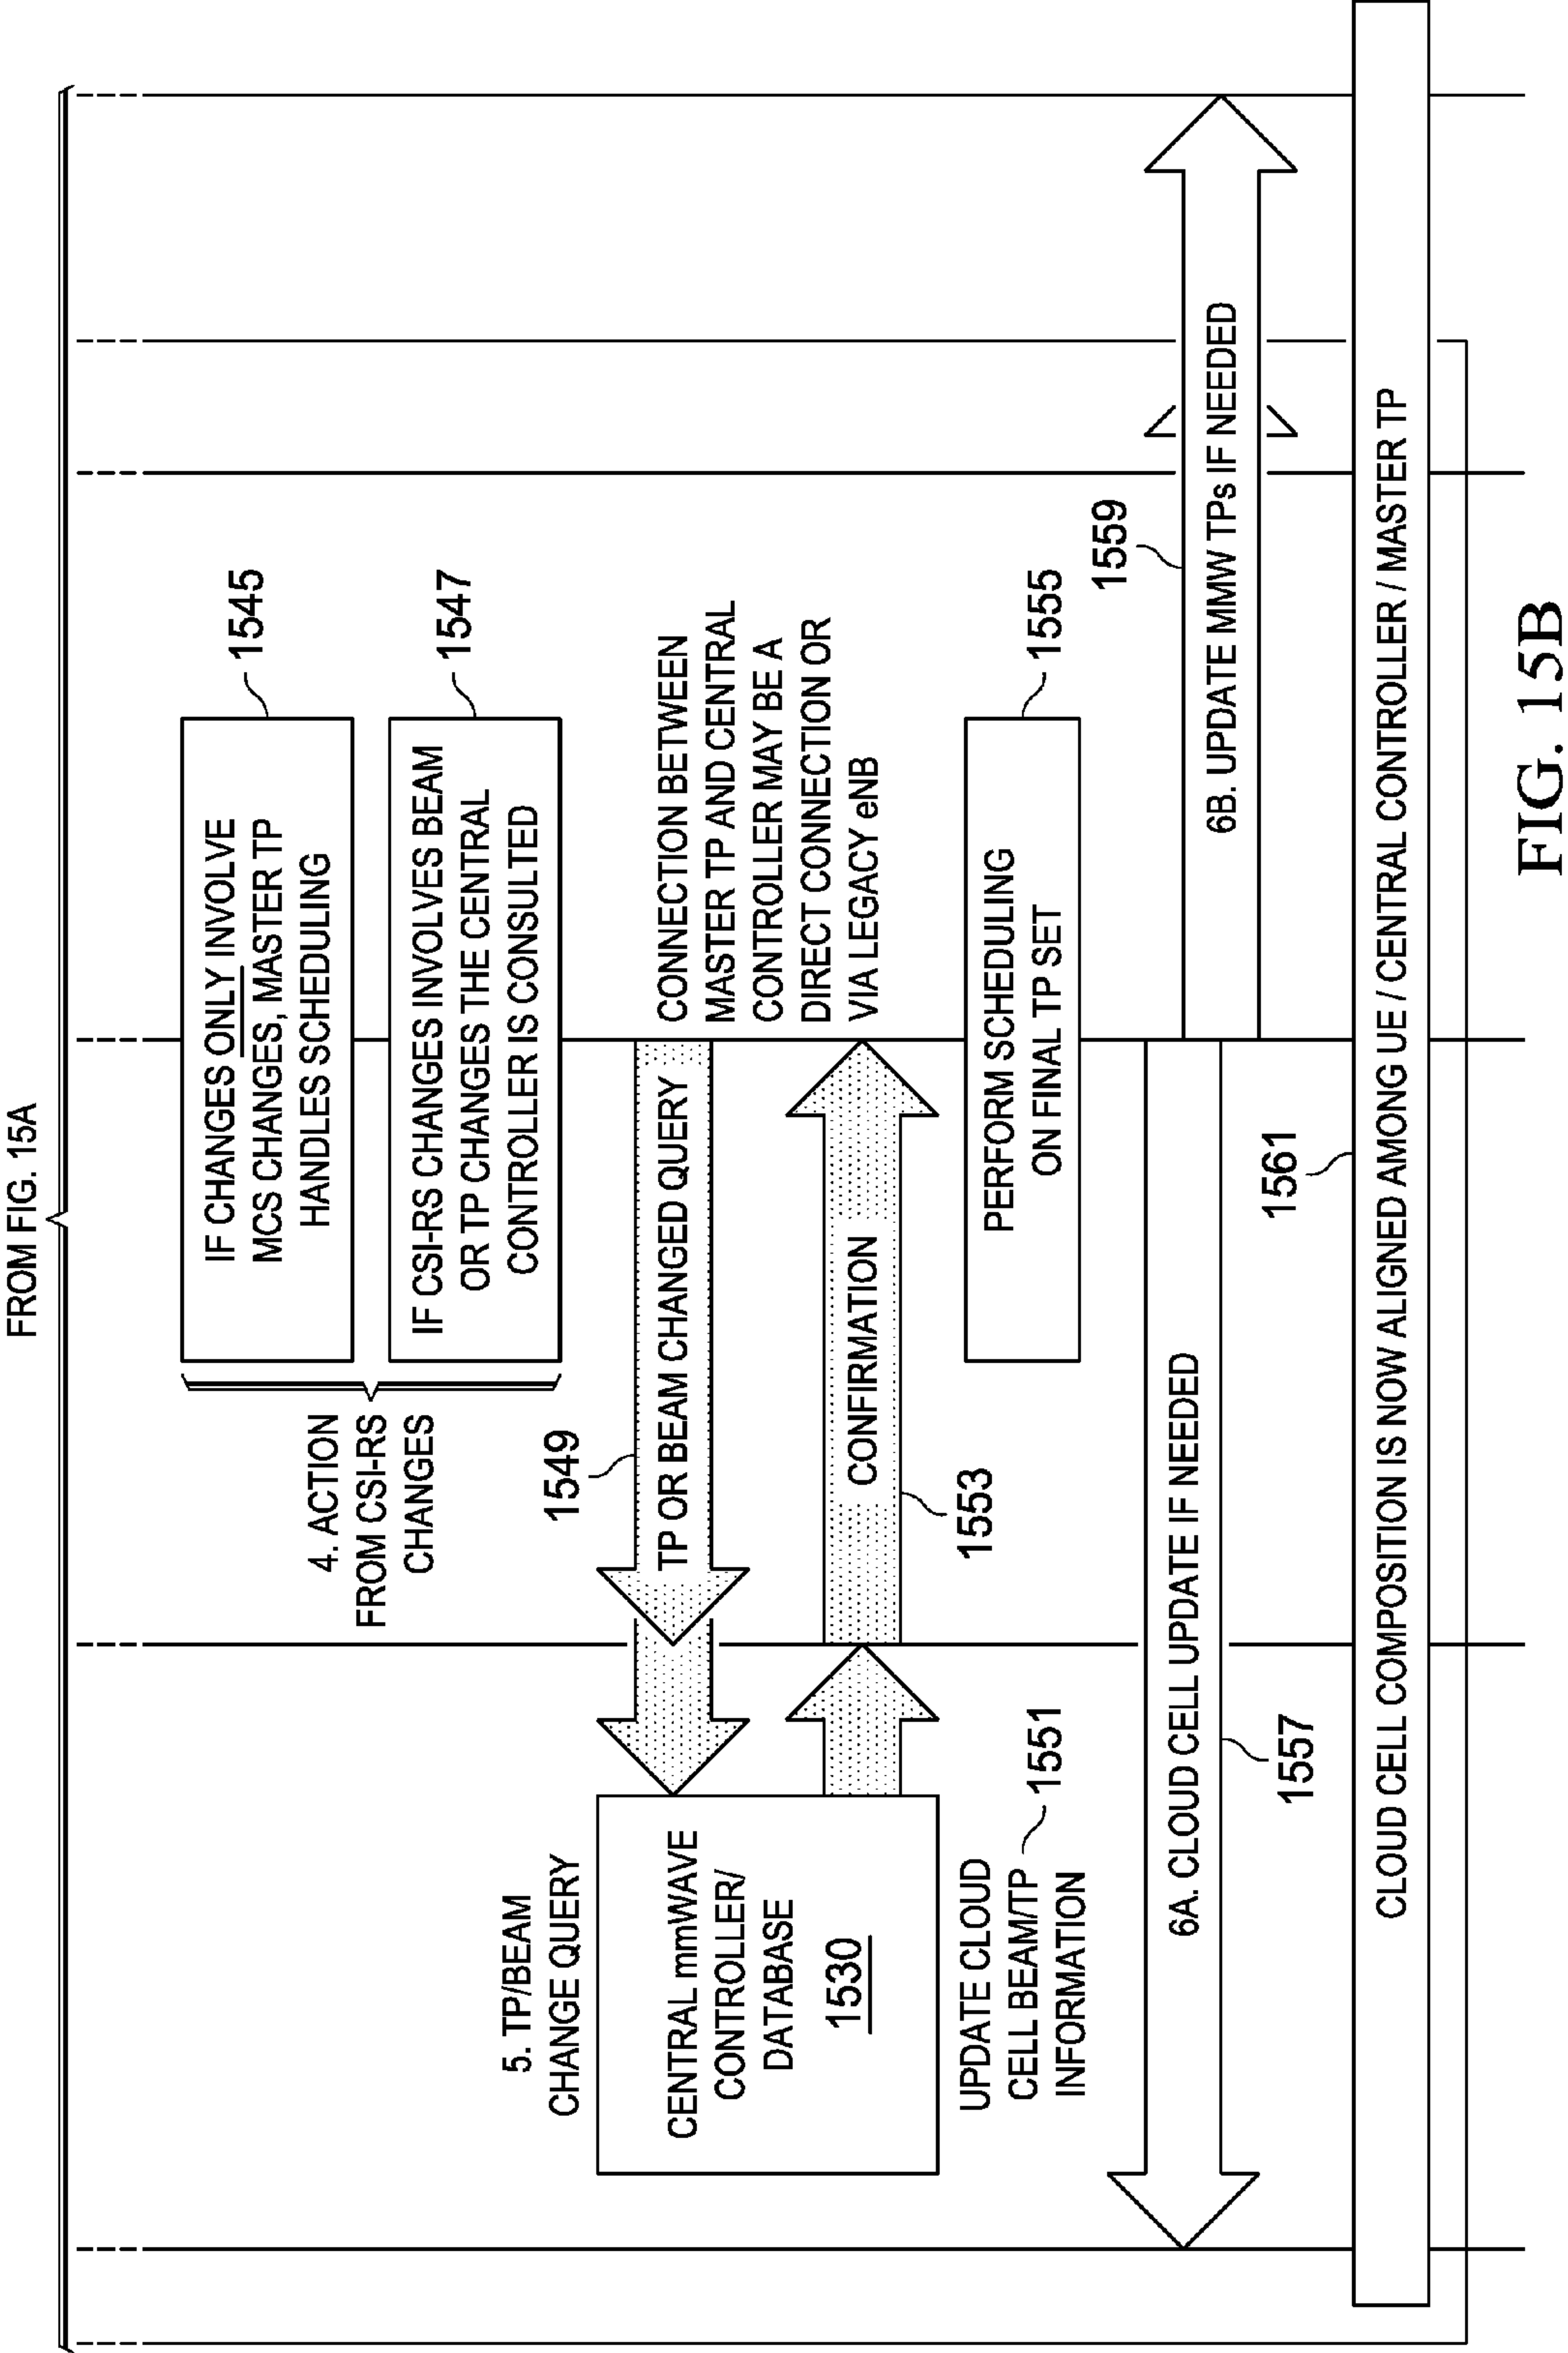 FROM FIG. 15A
4. ACTION
FROM CSI-RS
CHANGES
IF CHANGES ONLY INVOLVE
MCS CHANGES, MASTER TP
HANDLES SCHEDULING
1545
IF CSI-RS CHANGES INVOLVES BEAM
OR TP CHANGES THE CENTRAL
CONTROLLER IS CONSULTED
1547
5. TP/BEAM
CHANGE QUERY
CENTRAL mmWAVE
CONTROLLER/
DATABASE
1530
1549
TP OR BEAM CHANGED QUERY
CONNECTION BETWEEN
MASTER TP AND CENTRAL
CONTROLLER MAY BE A
DIRECT CONNECTION OR
VIA LEGACY eNB
CONFIRMATION
1553
UPDATE CLOUD
CELL BEAM/TP
INFORMATION
1551
PERFORM SCHEDULING
ON FINAL TP SET
1555
6A. CLOUD CELL UPDATE IF NEEDED
1557
1559
6B. UPDATE MMW TPs IF NEEDED
1561
CLOUD CELL COMPOSITION IS NOW ALIGNED AMONG UE / CENTRAL CONTROLLER / MASTER TP
FIG. 15B